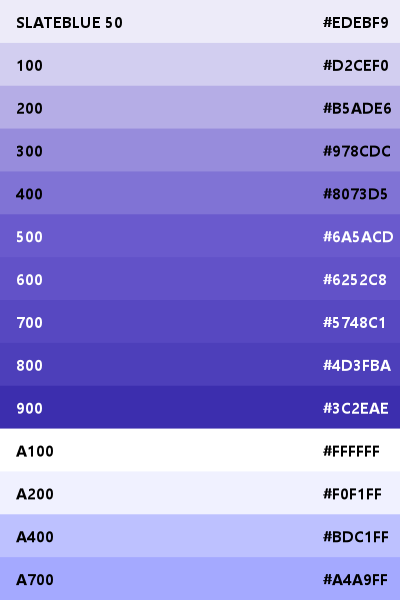 SLATEBLUE 50 #EDEBF9
100 #D2CEF0
200 #B5ADE6
300 #978CDC
400 #8073D5
500 #6A5ACD
600 #6252C8
700 #5748C1
800 #4D3FBA
900 #3C2EAE
A100 #FFFFFF
A200 #F0F1FF
A400 #BDC1FF
A700 #A4A9FF